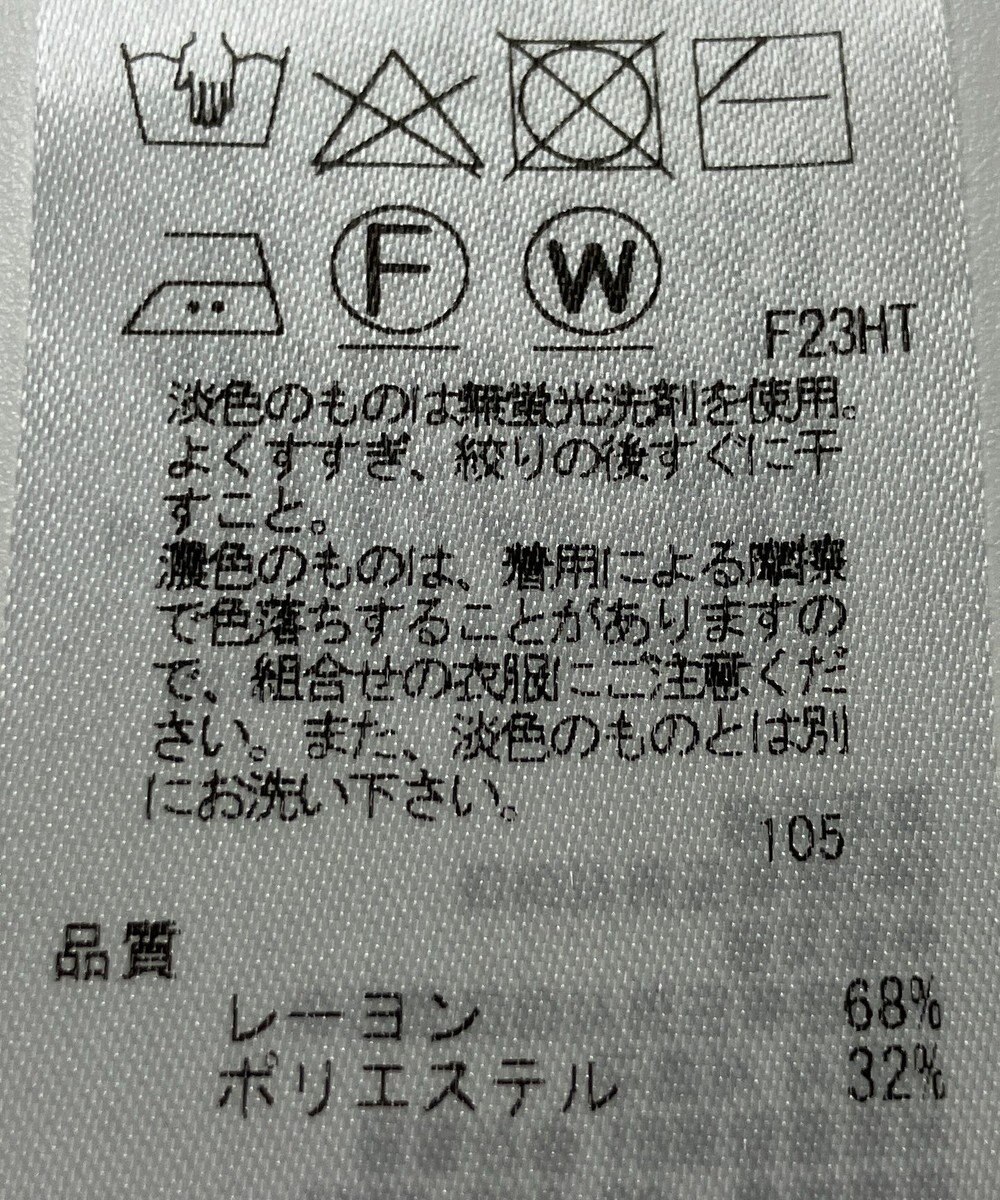 F
W
F23HT
淡色のものは無蛍光洗剤を使用。
よくすすぎ、絞りの後すぐに干
すこと。
濃色のものは、着用による摩擦
で色落ちすることがありますの
で、組合せの衣服にご注意くだ
さい。また、淡色のものとは別
にお洗い下さい。
105
品質
レーヨン 68%
ポリエステル 32%